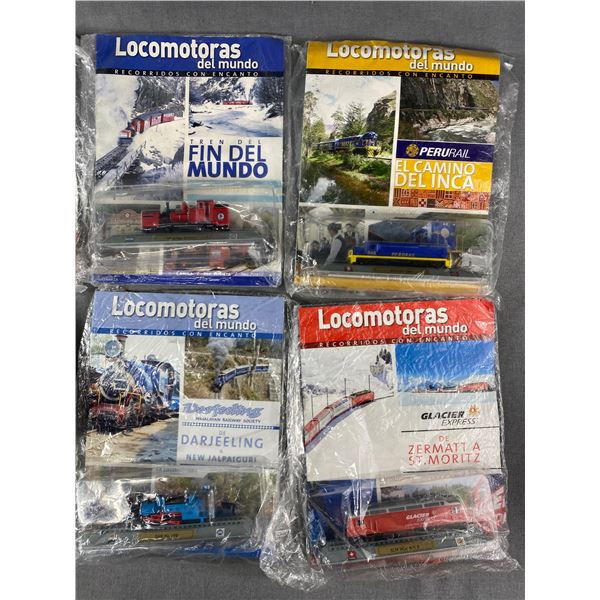 Locomotoras
del mundo
RECORRIDOS CON ENCANTO
TREN DEL
FIN DEL
MUNDO
Locomotoras
del mundo
RECORRIDOS CON ENCANTO
PERURAIL
EL CAMINO
DEL INCA
Locomotoras
del mundo
RECORRIDOS CON ENCANTO
Darjeeling
HIMALAYAN RAILWAY SOCIETY
DE
DARJEELING
A
NEW JALPAIGURI
Locomotoras
del mundo
RECORRIDOS CON ENCANTO
GLACIER
EXPRESS
DE
ZERMATT A
ST. MORITZ
GLACIER